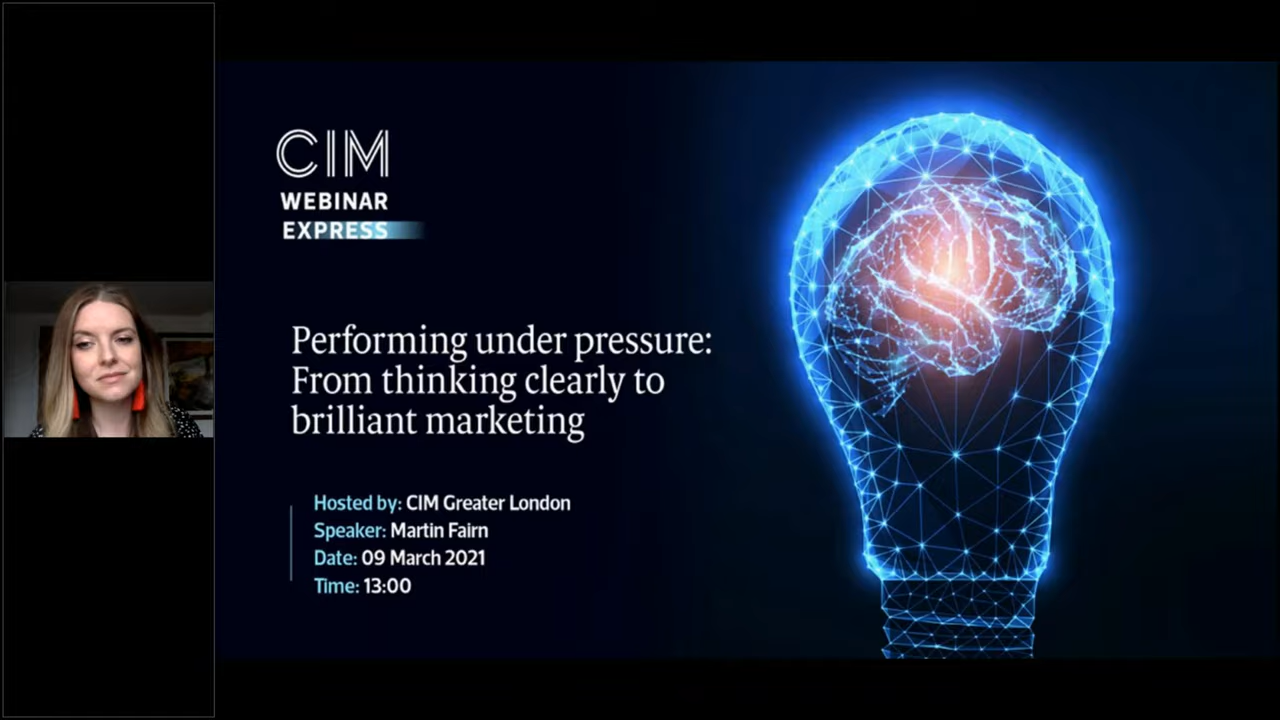 CIM
WEBINAR
EXPRESS
Performing under pressure:
From thinking clearly to
brilliant marketing
Hosted by: CIM Greater London
Speaker: Martin Fairn
Date: 09 March 2021
Time: 13:00